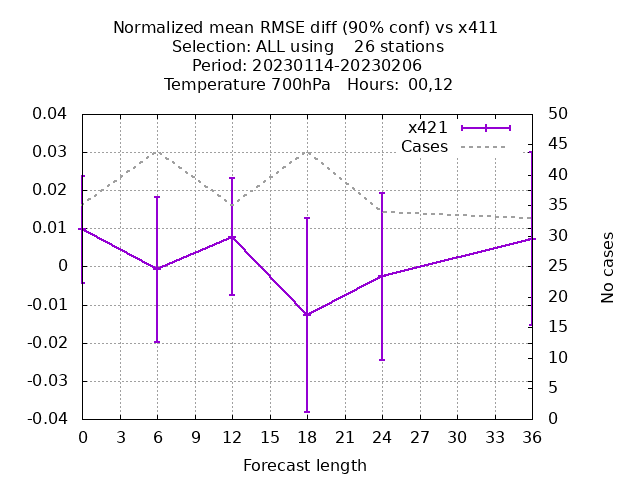 Normalized mean RMSE diff (90% conf) vs x411
Selection: ALL using    26 stations
Period: 20230114-20230206
Temperature 700hPa   Hours:  00,12
x421
Cases
0.04
0.03
0.02
0.01
0
-0.01
-0.02
-0.03
-0.04
50
45
40
35
30
25
20
15
10
5
0
No cases
0 3 6 9 12 15 18 21 24 27 30 33 36
Forecast length